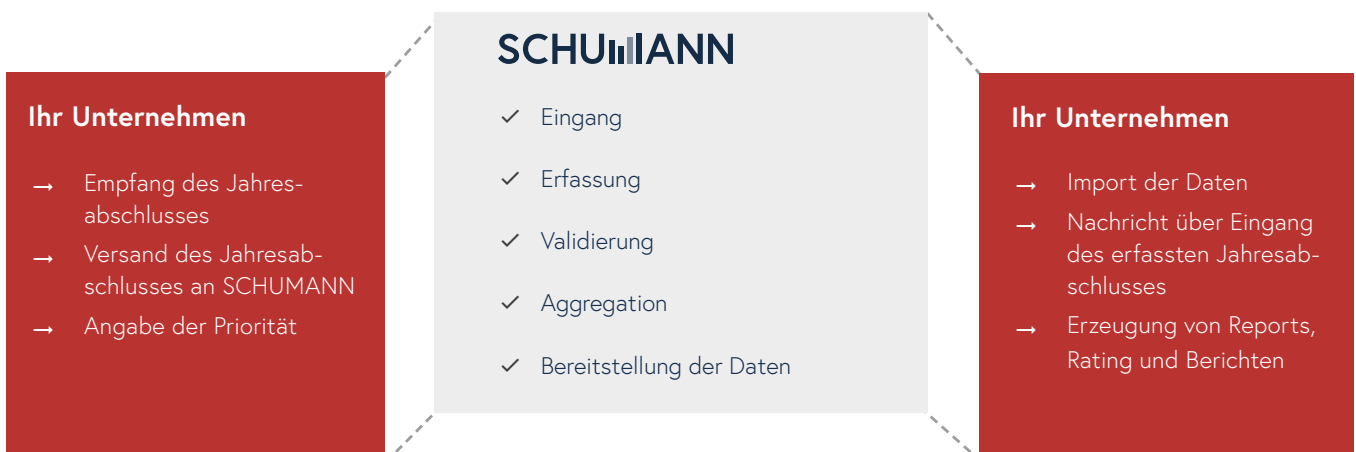 Ihr Unternehmen
→ Empfang des Jahres-
abschlusses
→ Versand des Jahresab-
schlusses an SCHUMANN
→ Angabe der Priorität
SCHUMANN
✓ Eingang
✓ Erfassung
✓ Validierung
✓ Aggregation
✓ Bereitstellung der Daten
Ihr Unternehmen
→ Import der Daten
→ Nachricht über Eingang
des erfassten Jahresab-
schlusses
→ Erzeugung von Reports,
Rating und Berichten